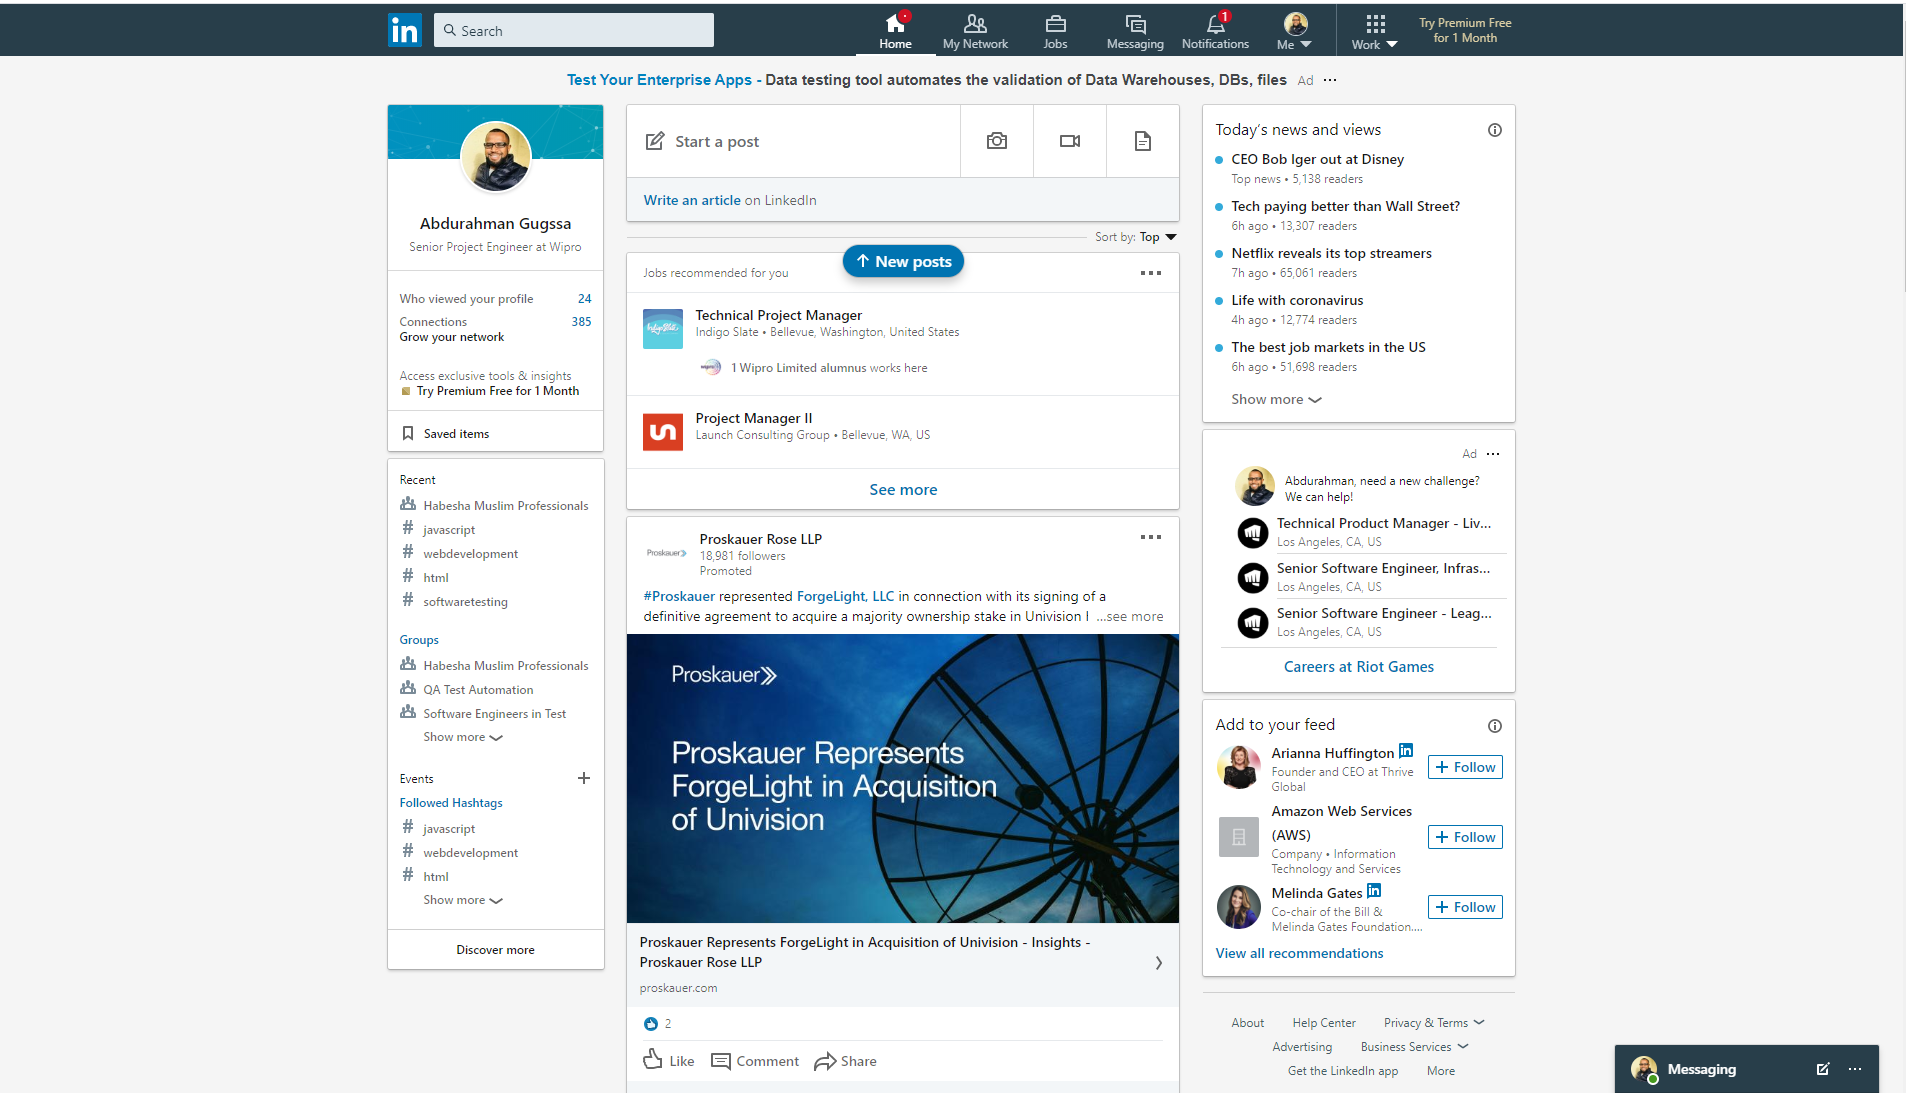 in
Search
Home
My Network
Jobs
Messaging
1
Notifications
Me
Work
Try Premium Free
for 1 Month
Test Your Enterprise Apps - Data testing tool automates the validation of Data Warehouses, DBs, files Ad
Abdurahman Gugssa
Senior Project Engineer at Wipro
Who viewed your profile 24
Connections 385
Grow your network
Access exclusive tools & insights
Try Premium Free for 1 Month
Saved items
Recent
Habesha Muslim Professionals
# javascript
# webdevelopment
# html
# softwaretesting
Groups
Habesha Muslim Professionals
QA Test Automation
Software Engineers in Test
Show more
Events
Followed Hashtags
# javascript
# webdevelopment
# html
Show more
Discover more
Start a post
Write an article on LinkedIn
Sort by: Top
New posts
Jobs recommended for you
Technical Project Manager
Indigo Slate • Bellevue, Washington, United States
1 Wipro Limited alumnus works here
Project Manager II
Launch Consulting Group • Bellevue, WA, US
See more
Proskauer
Proskauer Rose LLP
18,981 followers
Promoted
#Proskauer represented ForgeLight, LLC in connection with its signing of a
definitive agreement to acquire a majority ownership stake in Univision I ...see more
Proskauer
Proskauer Represents
ForgeLight in Acquisition
of Univision
Proskauer Represents ForgeLight in Acquisition of Univision - Insights -
Proskauer Rose LLP
proskauer.com
2
Like
Comment
Share
Today's news and views
CEO Bob Iger out at Disney
Top news • 5,138 readers
Tech paying better than Wall Street?
6h ago • 13,307 readers
Netflix reveals its top streamers
7h ago • 65,061 readers
Life with coronavirus
4h ago • 12,774 readers
The best job markets in the US
6h ago • 51,698 readers
Show more
Ad
Abdurahman, need a new challenge?
We can help!
Technical Product Manager - Liv...
Los Angeles, CA, US
Senior Software Engineer, Infras...
Los Angeles, CA, US
Senior Software Engineer - Leag...
Los Angeles, CA, US
Careers at Riot Games
Add to your feed
Arianna Huffington in
Founder and CEO at Thrive
Global
+ Follow
Amazon Web Services
(AWS)
Company • Information
Technology and Services
+ Follow
Melinda Gates in
Co-chair of the Bill &
Melinda Gates Foundation....
+ Follow
View all recommendations
About
Help Center
Privacy & Terms
Advertising
Business Services
Get the LinkedIn app
More
Messaging